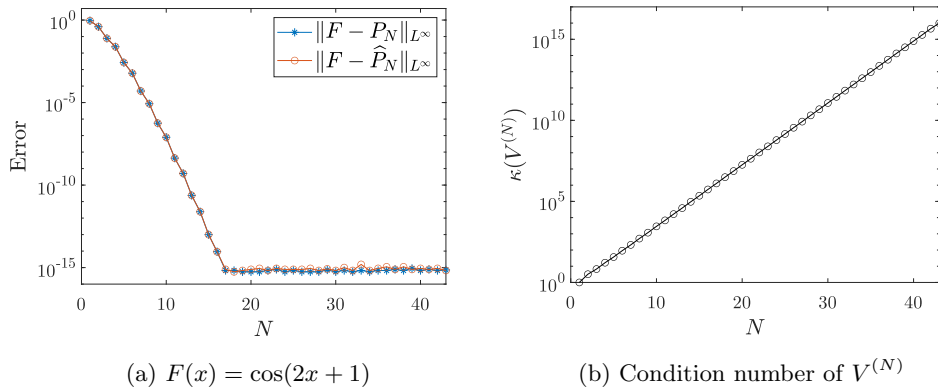 10^0
10^-5
10^-10
10^-15
Error
0 10 20 30 40
N
‖F − P_N‖_{L^∞}
‖F − \widehat{P}_N‖_{L^∞}
(a) F(x) = cos(2x + 1)
10^15
10^10
10^5
10^0
κ(V^{(N)})
0 10 20 30 40
N
(b) Condition number of V^{(N)}